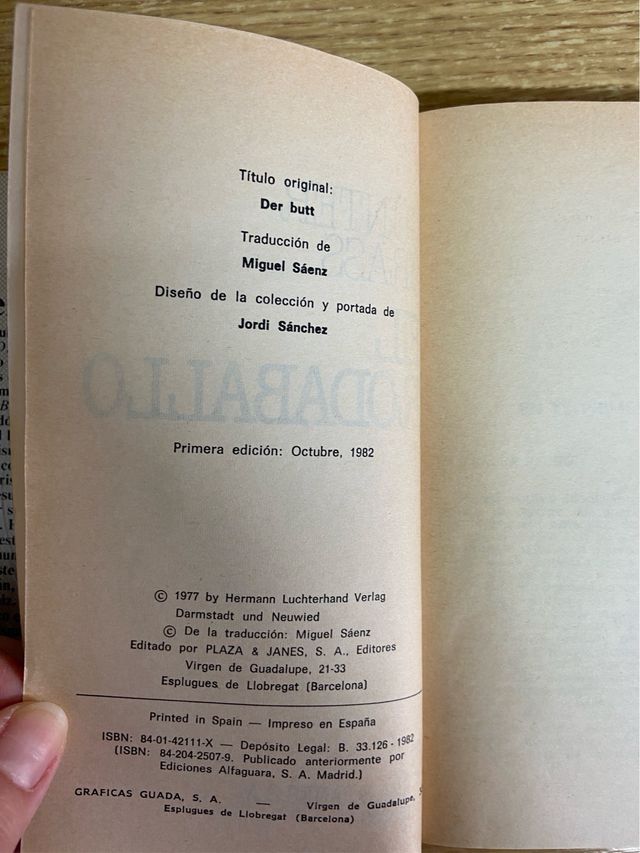 Título original:
Der butt
Traducción de
Miguel Sáenz
Diseño de la colección y portada de
Jordi Sánchez
Primera edición: Octubre, 1982
© 1977 by Hermann Luchterhand Verlag
Darmstadt und Neuwied
© De la traducción: Miguel Sáenz
Editado por PLAZA & JANES, S. A., Editores
Virgen de Guadalupe, 21-33
Esplugues de Llobregat (Barcelona)
Printed in Spain — Impreso en España
ISBN: 84-01-42111-X — Depósito Legal: B. 33.126 - 1982
(ISBN: 84-204-2507-9. Publicado anteriormente por
Ediciones Alfaguara, S. A. Madrid.)
GRAFICAS GUADA, S. A. — Virgen de Guadalupe,
Esplugues de Llobregat (Barcelona)